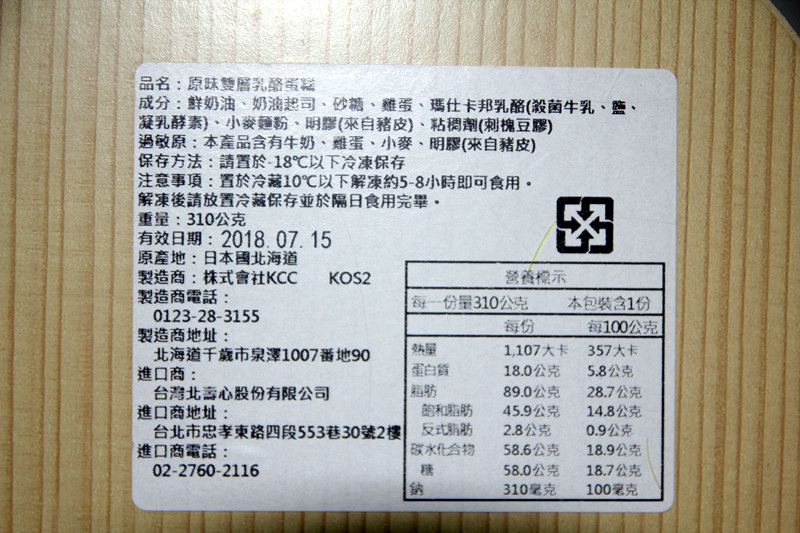 品名：原味雙層乳酪蛋糕
成分：鮮奶油、奶油起司、砂糖、雞蛋、瑪仕卡邦乳酪(殺菌牛乳、鹽、
凝乳酵素)、小麥麵粉、明膠(來自豬皮)、粘稠劑(刺槐豆膠)
過敏原：本產品含有牛奶、雞蛋、小麥、明膠(來自豬皮)
保存方法：請置於-18℃以下冷凍保存
注意事項：置於冷藏10℃以下解凍約5-8小時即可食用。
解凍後請放置冷藏保存並於隔日食用完畢。
重量：310公克
有效日期：2018.07.15
原產地：日本國北海道
製造商：株式會社KCC KOS2
製造商電話：
0123-28-3155
製造商地址：
北海道千歲市泉澤1007番地90
進口商：
台灣北壽心股份有限公司
進口商地址：
台北市忠孝東路四段553巷30號2樓
進口商電話：
02-2760-2116
營養標示
每一份量310公克 本包裝含1份
每份 每100公克
熱量 1,107大卡 357大卡
蛋白質 18.0公克 5.8公克
脂肪 89.0公克 28.7公克
飽和脂肪 45.9公克 14.8公克
反式脂肪 2.8公克 0.9公克
碳水化合物 58.6公克 18.9公克
糖 58.0公克 18.7公克
鈉 310毫克 100毫克